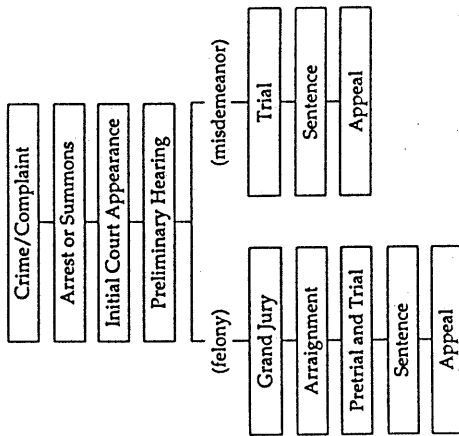 Crime/Complaint
Arrest or Summons
Initial Court Appearance
Preliminary Hearing
(felony)
Grand Jury
Arraignment
Pretrial and Trial
Sentence
Appeal
(misdemeanor)
Trial
Sentence
Appeal